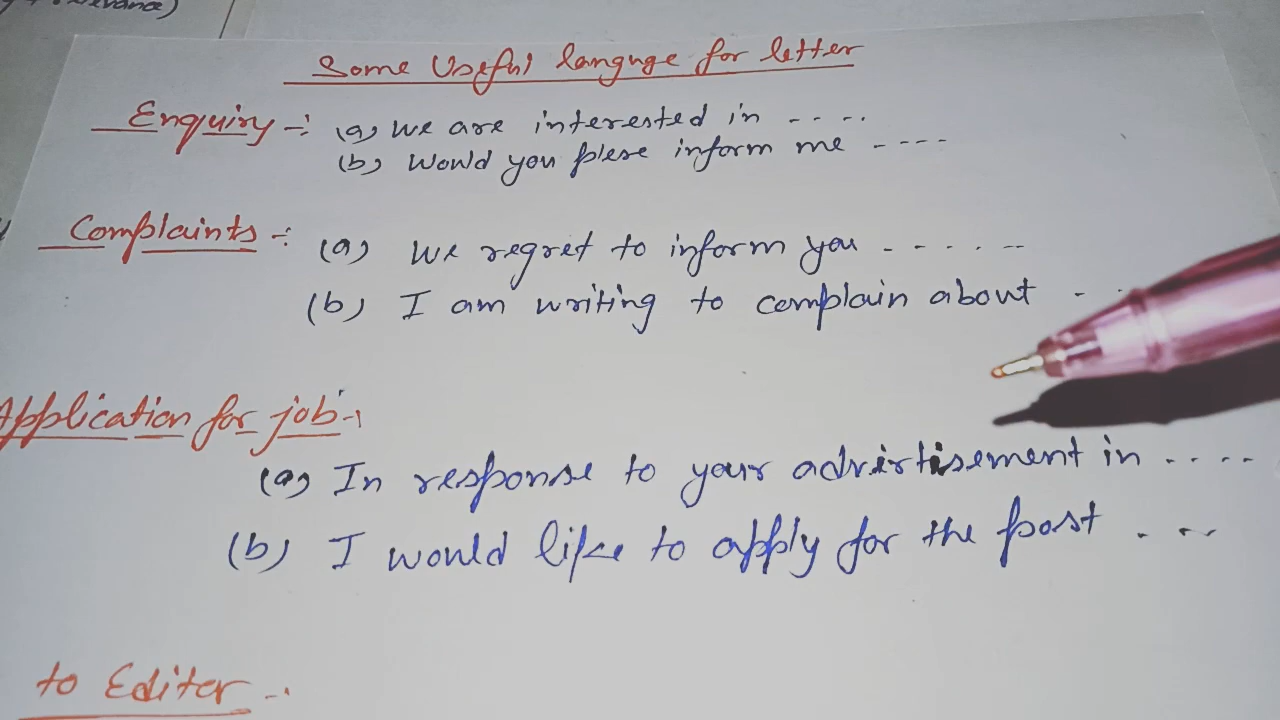 Some Useful langnge for letter
Enquiry -: (a) We are interested in - - . .
(b) Would you plese inform me - - - -
Complaints -: (a) We regret to inform you - - . . . --
(b) I am writing to complain about - .
Application for job -:
(a) In response to your advirtisement in . . . .
(b) I would like to apply for the post . . .
to Editer -: